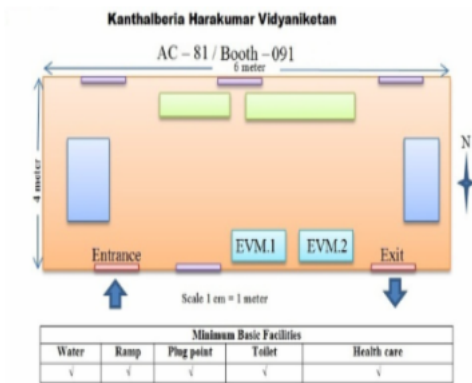 Kanthalberia Harakumar Vidyaniketan
AC – 81 / Booth – 091
6 meter
4 meter
N
EVM.1
EVM.2
Entrance
Exit
Scale 1 cm = 1 meter
Minimum Basic Facilities
Water Ramp Plug point Toilet Health care
√ √ √ √ √